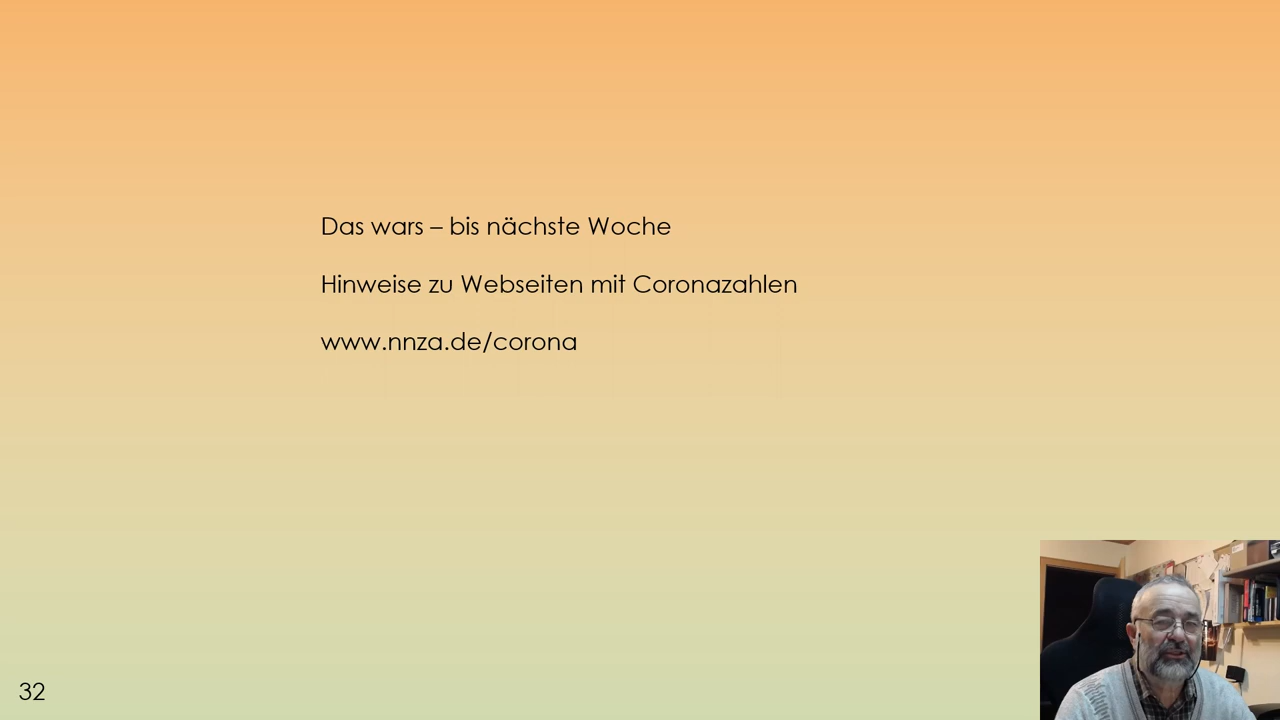 Das wars – bis nächste Woche
Hinweise zu Webseiten mit Coronazahlen
www.nnza.de/corona
32